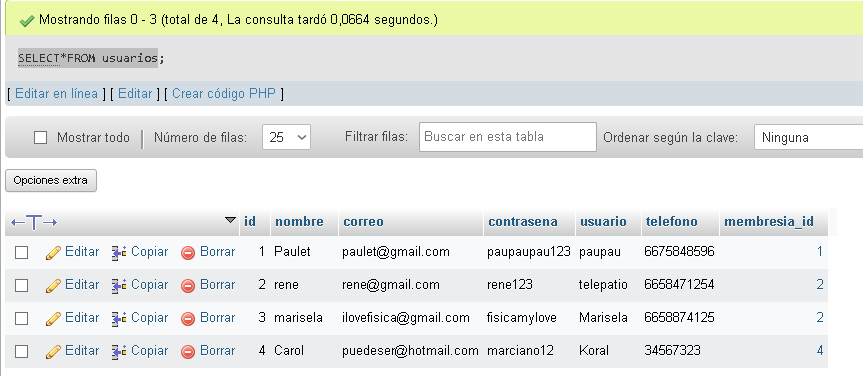 Mostrando filas 0 - 3 (total de 4, La consulta tardó 0,0664 segundos.)
SELECT*FROM usuarios;
[ Editar en línea ] [ Editar ] [ Crear código PHP ]
Mostrar todo | Número de filas: 25 Filtrar filas: Buscar en esta tabla Ordenar según la clave: Ninguna
Opciones extra
←T→ id nombre correo contrasena usuario telefono membresia_id
Editar Copiar Borrar 1 Paulet paulet@gmail.com paupaupau123 paupau 6675848596 1
Editar Copiar Borrar 2 rene rene@gmail.com rene123 telepatio 6658471254 2
Editar Copiar Borrar 3 marisela ilovefisica@gmail.com fisicamylove Marisela 6658874125 2
Editar Copiar Borrar 4 Carol puedeser@hotmail.com marciano12 Koral 34567323 4